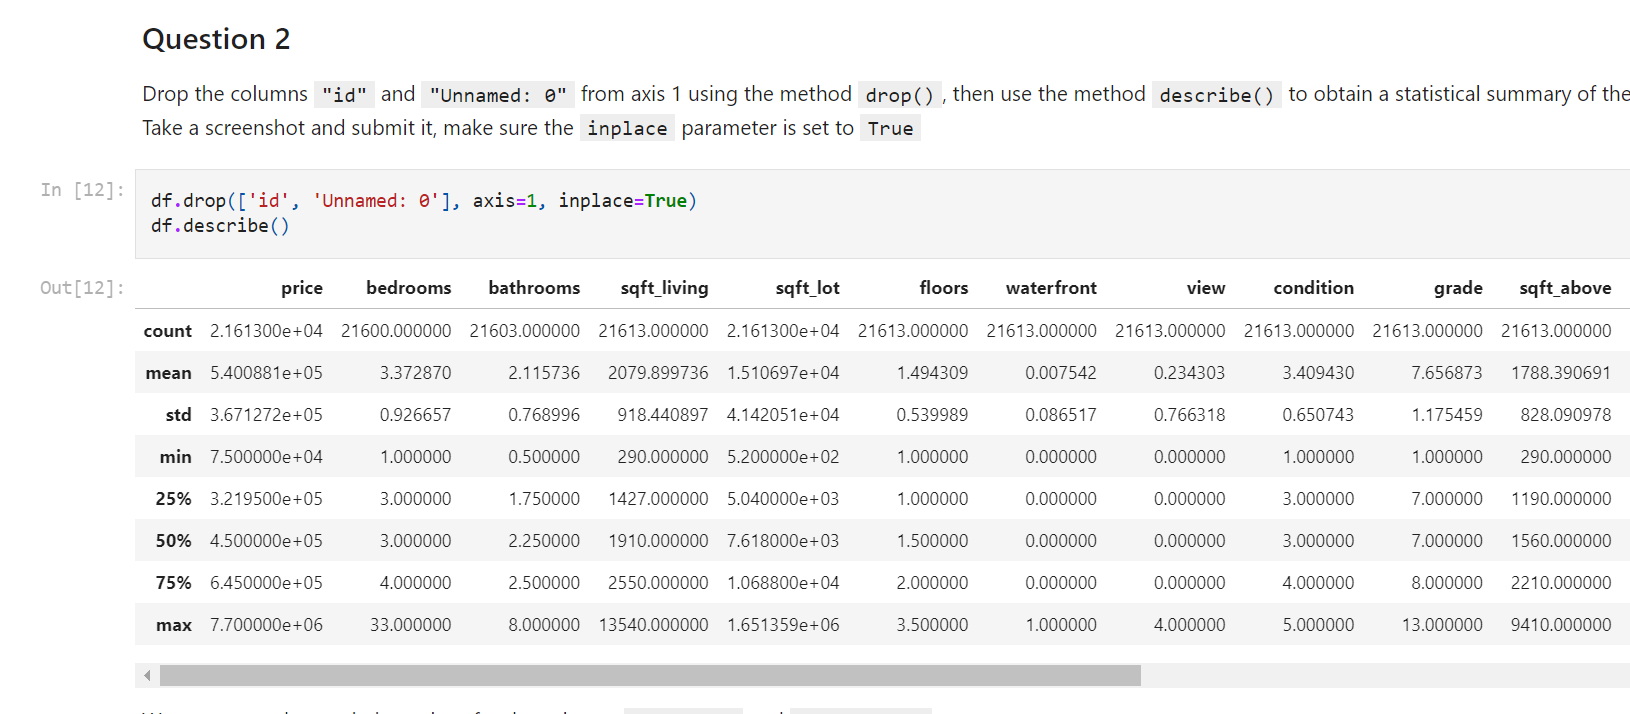 Question 2
Drop the columns "id" and "Unnamed: 0" from axis 1 using the method drop(), then use the method describe() to obtain a statistical summary of the
Take a screenshot and submit it, make sure the inplace parameter is set to True
In [12]:
df.drop(['id', 'Unnamed: 0'], axis=1, inplace=True)
df.describe()
Out[12]:
price bedrooms bathrooms sqft_living sqft_lot floors waterfront view condition grade sqft_above
count 2.161300e+04 21600.000000 21603.000000 21613.000000 2.161300e+04 21613.000000 21613.000000 21613.000000 21613.000000 21613.000000 21613.000000
mean 5.400881e+05 3.372870 2.115736 2079.899736 1.510697e+04 1.494309 0.007542 0.234303 3.409430 7.656873 1788.390691
std 3.671272e+05 0.926657 0.768996 918.440897 4.142051e+04 0.539989 0.086517 0.766318 0.650743 1.175459 828.090978
min 7.500000e+04 1.000000 0.500000 290.000000 5.200000e+02 1.000000 0.000000 0.000000 1.000000 1.000000 290.000000
25% 3.219500e+05 3.000000 1.750000 1427.000000 5.040000e+03 1.000000 0.000000 0.000000 3.000000 7.000000 1190.000000
50% 4.500000e+05 3.000000 2.250000 1910.000000 7.618000e+03 1.500000 0.000000 0.000000 3.000000 7.000000 1560.000000
75% 6.450000e+05 4.000000 2.500000 2550.000000 1.068800e+04 2.000000 0.000000 0.000000 4.000000 8.000000 2210.000000
max 7.700000e+06 33.000000 8.000000 13540.000000 1.651359e+06 3.500000 1.000000 4.000000 5.000000 13.000000 9410.000000